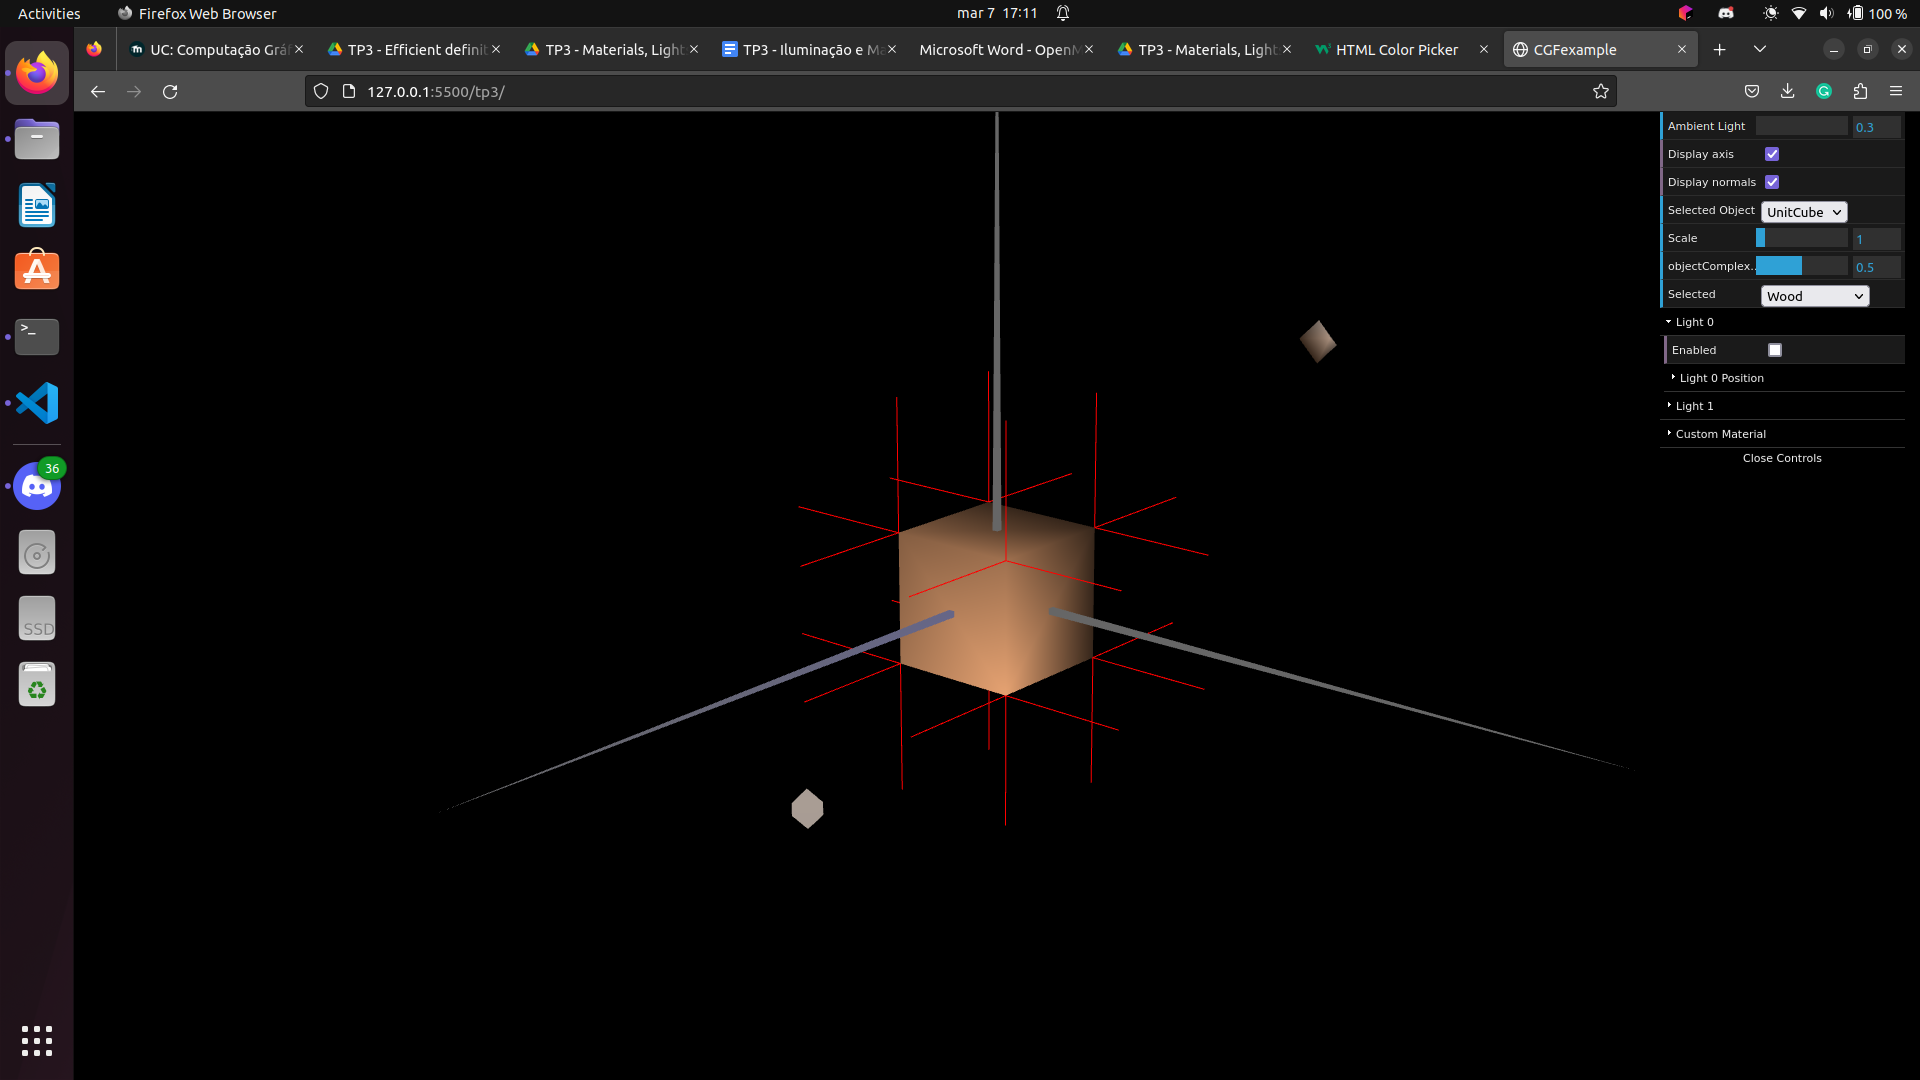 Activities
Firefox Web Browser
mar 7 17:11
100 %
UC: Computação Gráf
TP3 - Efficient definit
TP3 - Materials, Light
TP3 - Iluminação e Ma
Microsoft Word - OpenM
TP3 - Materials, Light
HTML Color Picker
CGFexample
127.0.0.1:5500/tp3/
Ambient Light 0.3
Display axis
Display normals
Selected Object UnitCube
Scale 1
objectComplex... 0.5
Selected Wood
Light 0
Enabled
Light 0 Position
Light 1
Custom Material
Close Controls
36
SSD